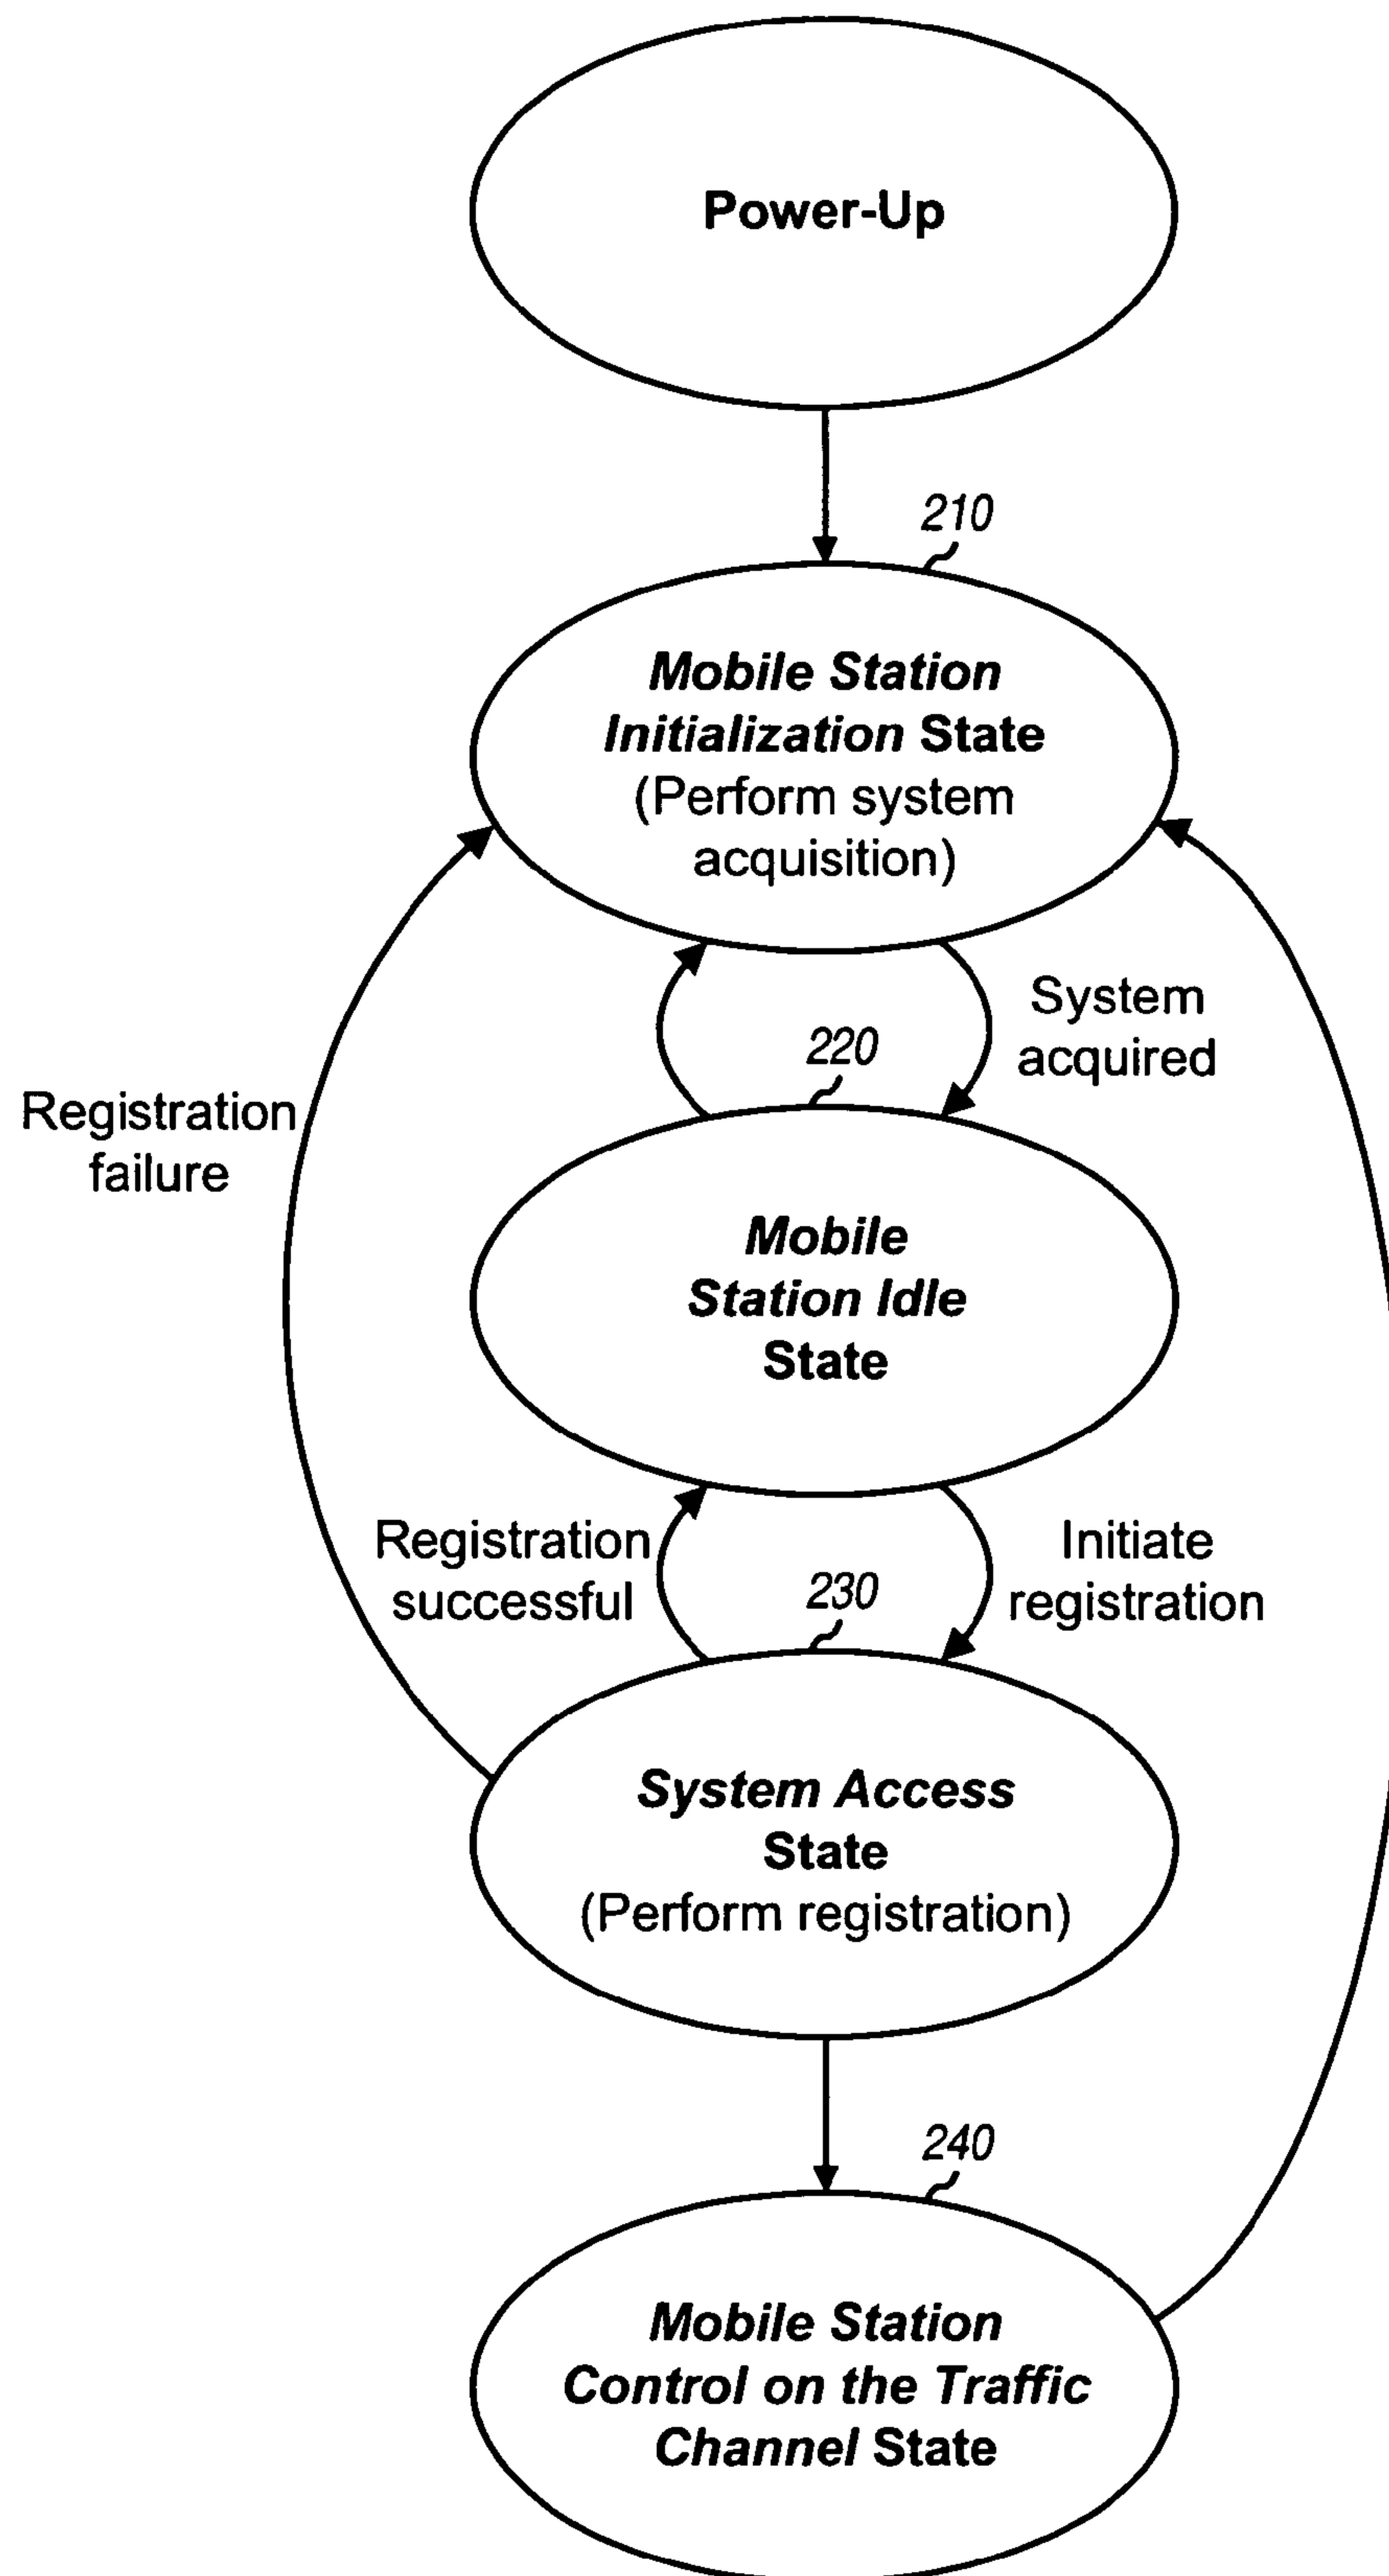 Power-Up
210
Mobile Station
Initialization State
(Perform system
acquisition)
System
acquired
220
Registration
failure
Mobile
Station Idle
State
Registration
successful
Initiate
registration
230
System Access
State
(Perform registration)
240
Mobile Station
Control on the Traffic
Channel State